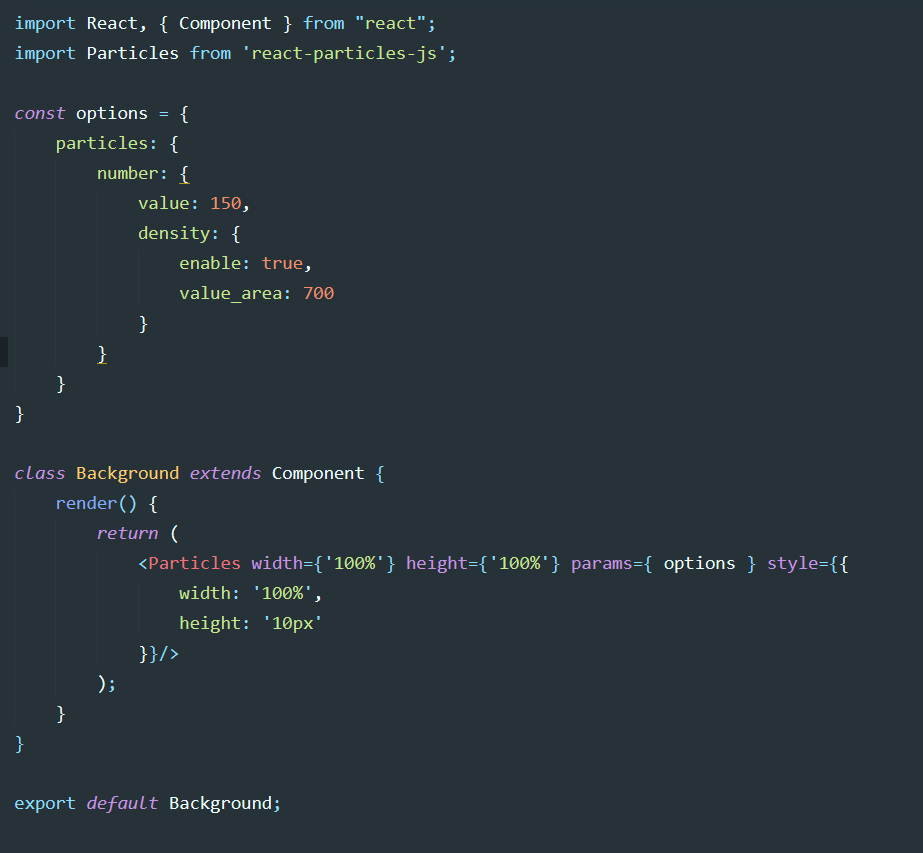 import React, { Component } from "react";
import Particles from 'react-particles-js';
const options = {
    particles: {
        number: {
            value: 150,
            density: {
                enable: true,
                value_area: 700
            }
        }
    }
}
class Background extends Component {
    render() {
        return (
            <Particles width={'100%'} height={'100%'} params={ options } style={{
                width: '100%',
                height: '10px'
            }}/>
        );
    }
}
export default Background;